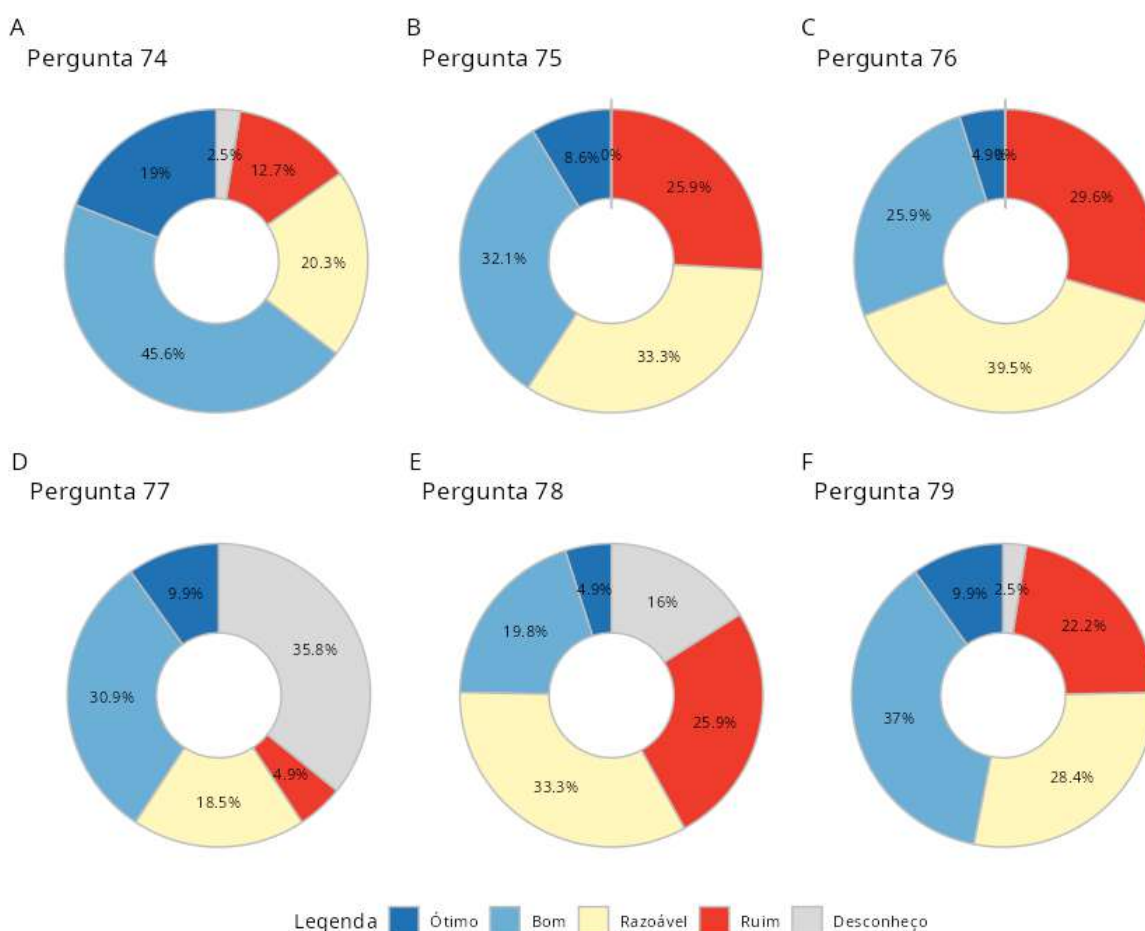 A
Pergunta 74
B
Pergunta 75
C
Pergunta 76
19%
2.5%
12.7%
20.3%
45.6%
8.6%
0%
25.9%
32.1%
33.3%
4.9%
29.6%
25.9%
39.5%
D
Pergunta 77
E
Pergunta 78
F
Pergunta 79
9.9%
35.8%
30.9%
4.9%
18.5%
4.9%
16%
19.8%
25.9%
33.3%
9.9%
2.5%
22.2%
37%
28.4%
Legenda Ótimo Bom Razoável Ruim Desconheço